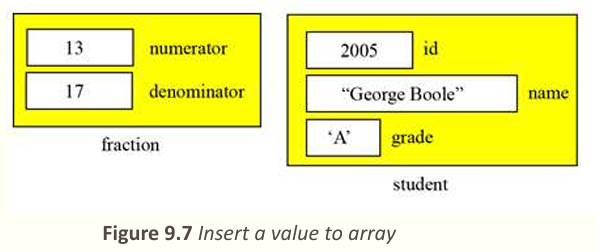 13 numerator
17 denominator
fraction
2005 id
“George Boole” name
‘A’ grade
student
Figure 9.7 Insert a value to array